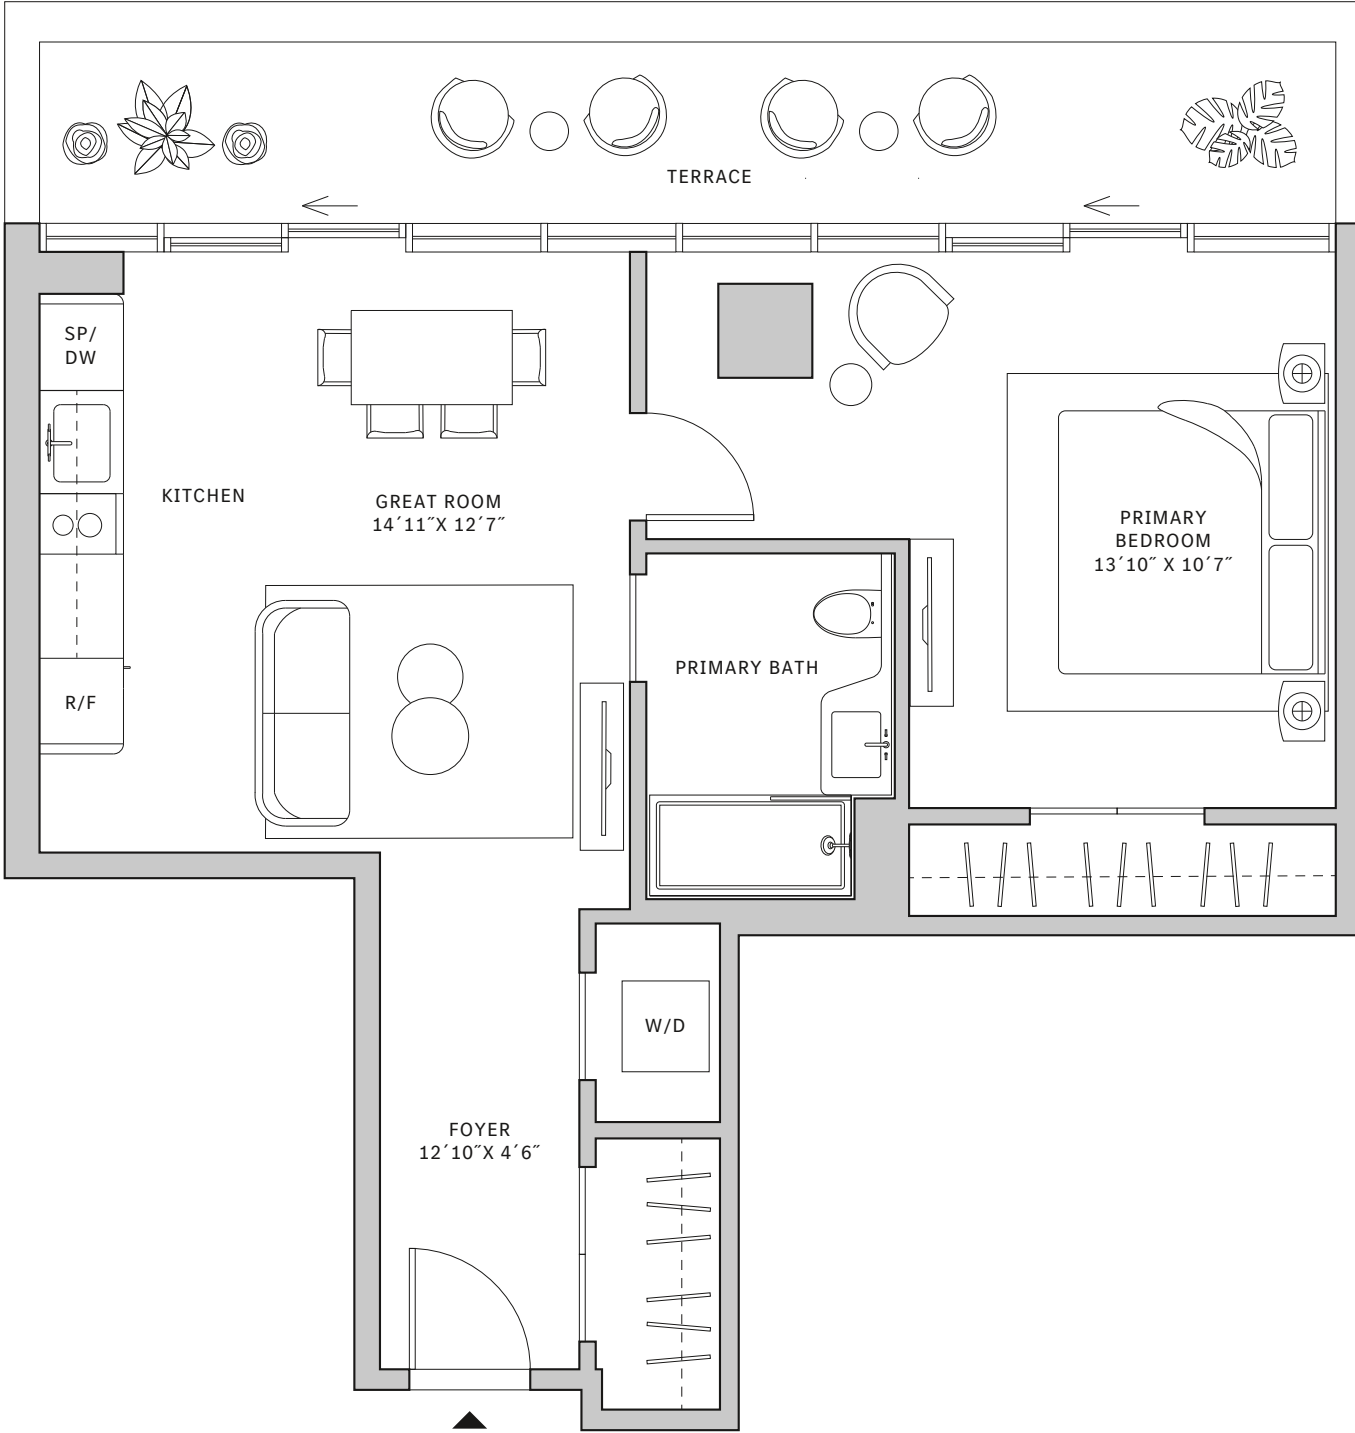 TERRACE
SP/
DW
KITCHEN
GREAT ROOM
14´11˝X 12´7˝
PRIMARY
BEDROOM
13´10˝ X 10´7˝
PRIMARY BATH
R/F
W/D
FOYER
12´10˝X 4´6˝